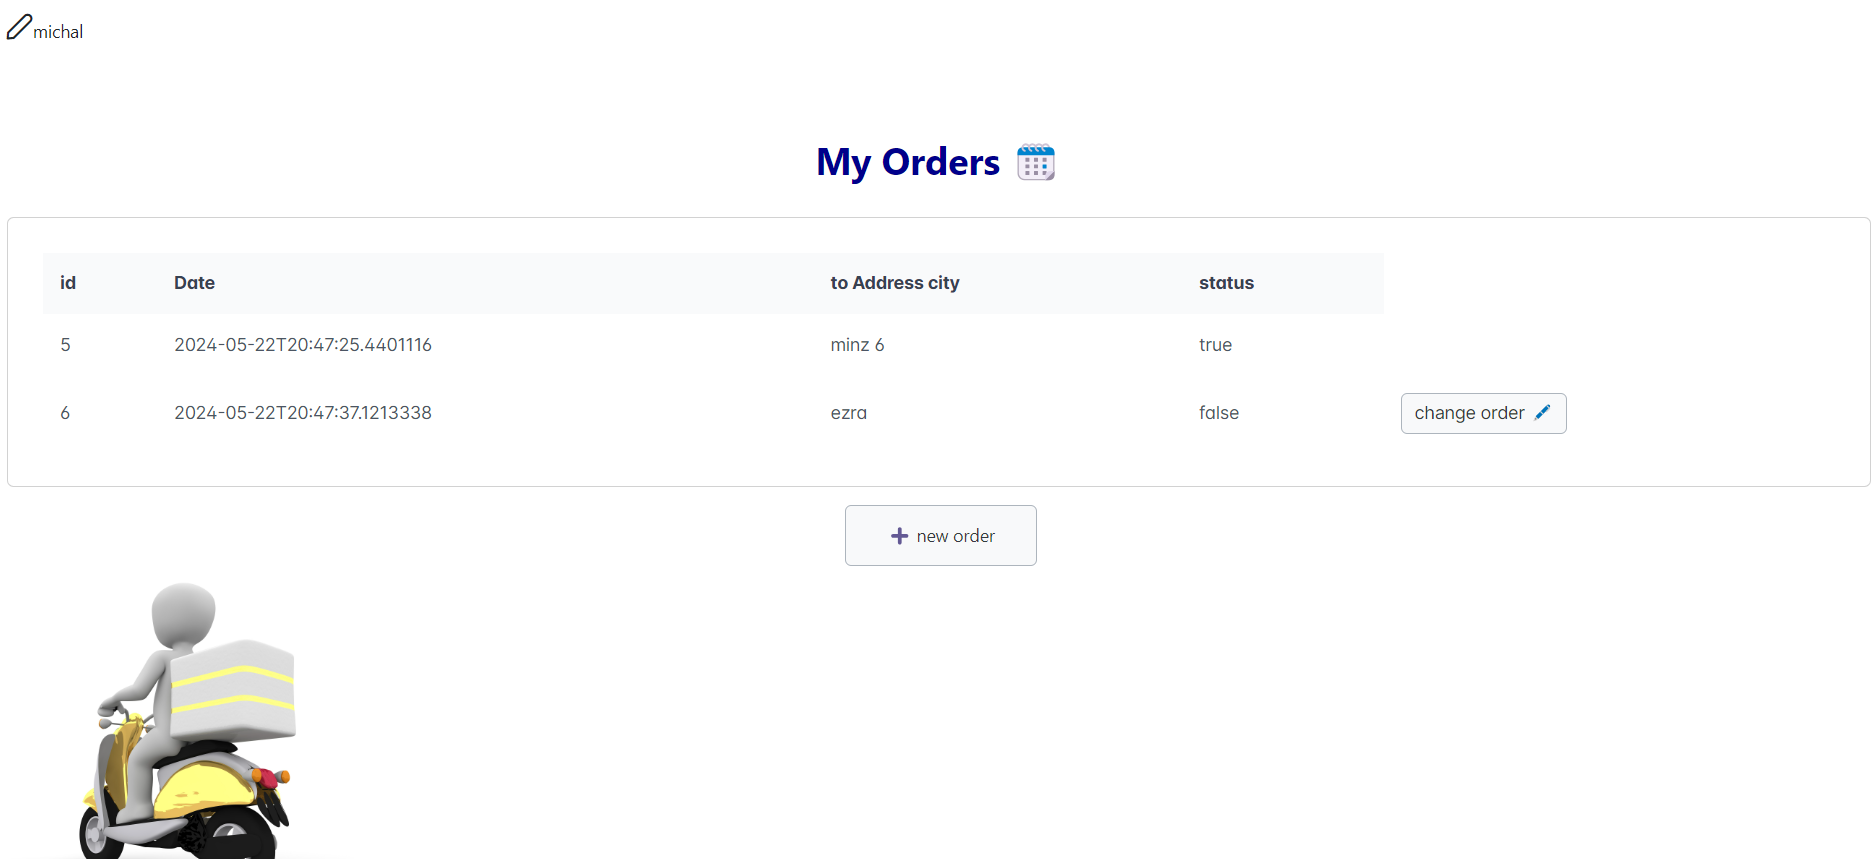 michal
My Orders
id Date to Address city status
5 2024-05-22T20:47:25.4401116 minz 6 true
6 2024-05-22T20:47:37.1213338 ezra false change order
new order